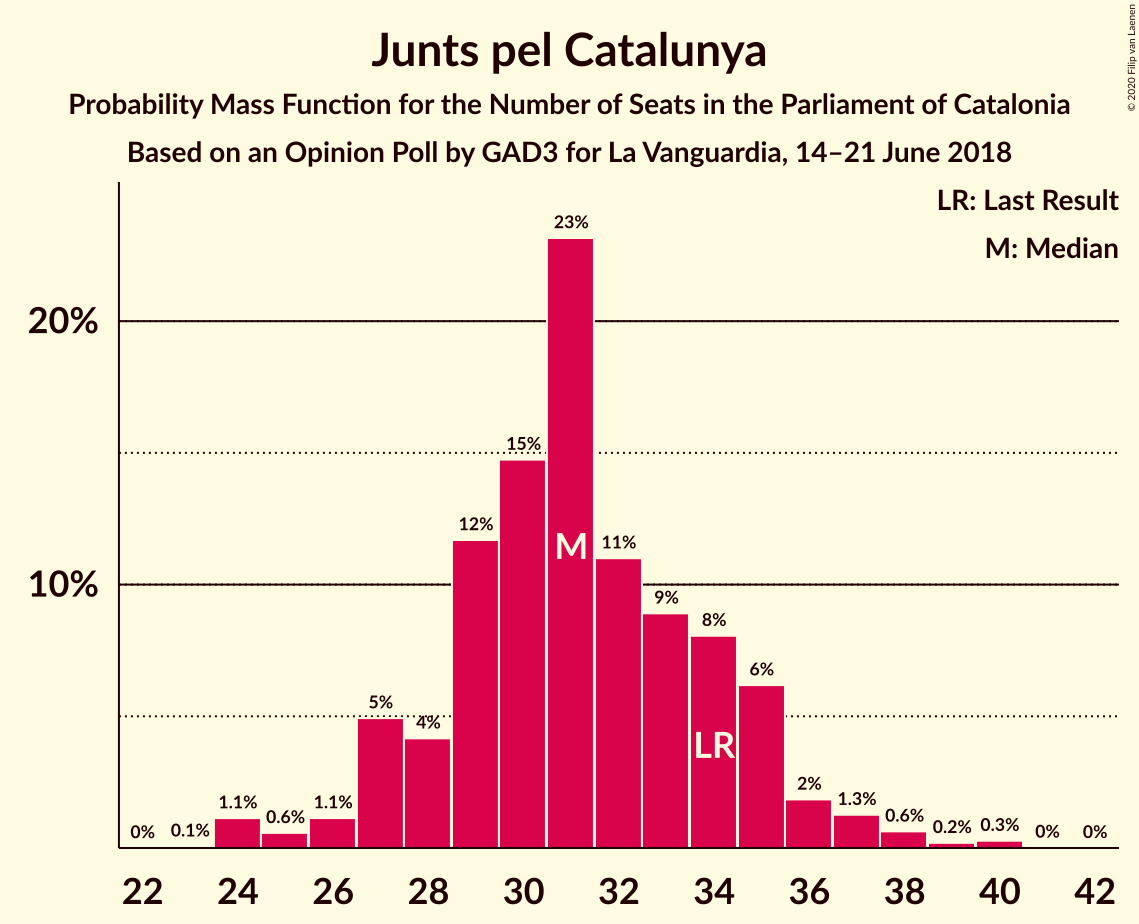 Junts pel Catalunya
Probability Mass Function for the Number of Seats in the Parliament of Catalonia
Based on an Opinion Poll by GAD3 for La Vanguardia, 14–21 June 2018
© 2020 Filip van Laenen
LR: Last Result
M: Median
20%
10%
0% 0.1% 1.1% 0.6% 1.1% 5% 4% 12% 15% 23% 11% 9% 8% 6% 2% 1.3% 0.6% 0.2% 0.3% 0% 0%
M
LR
22 24 26 28 30 32 34 36 38 40 42